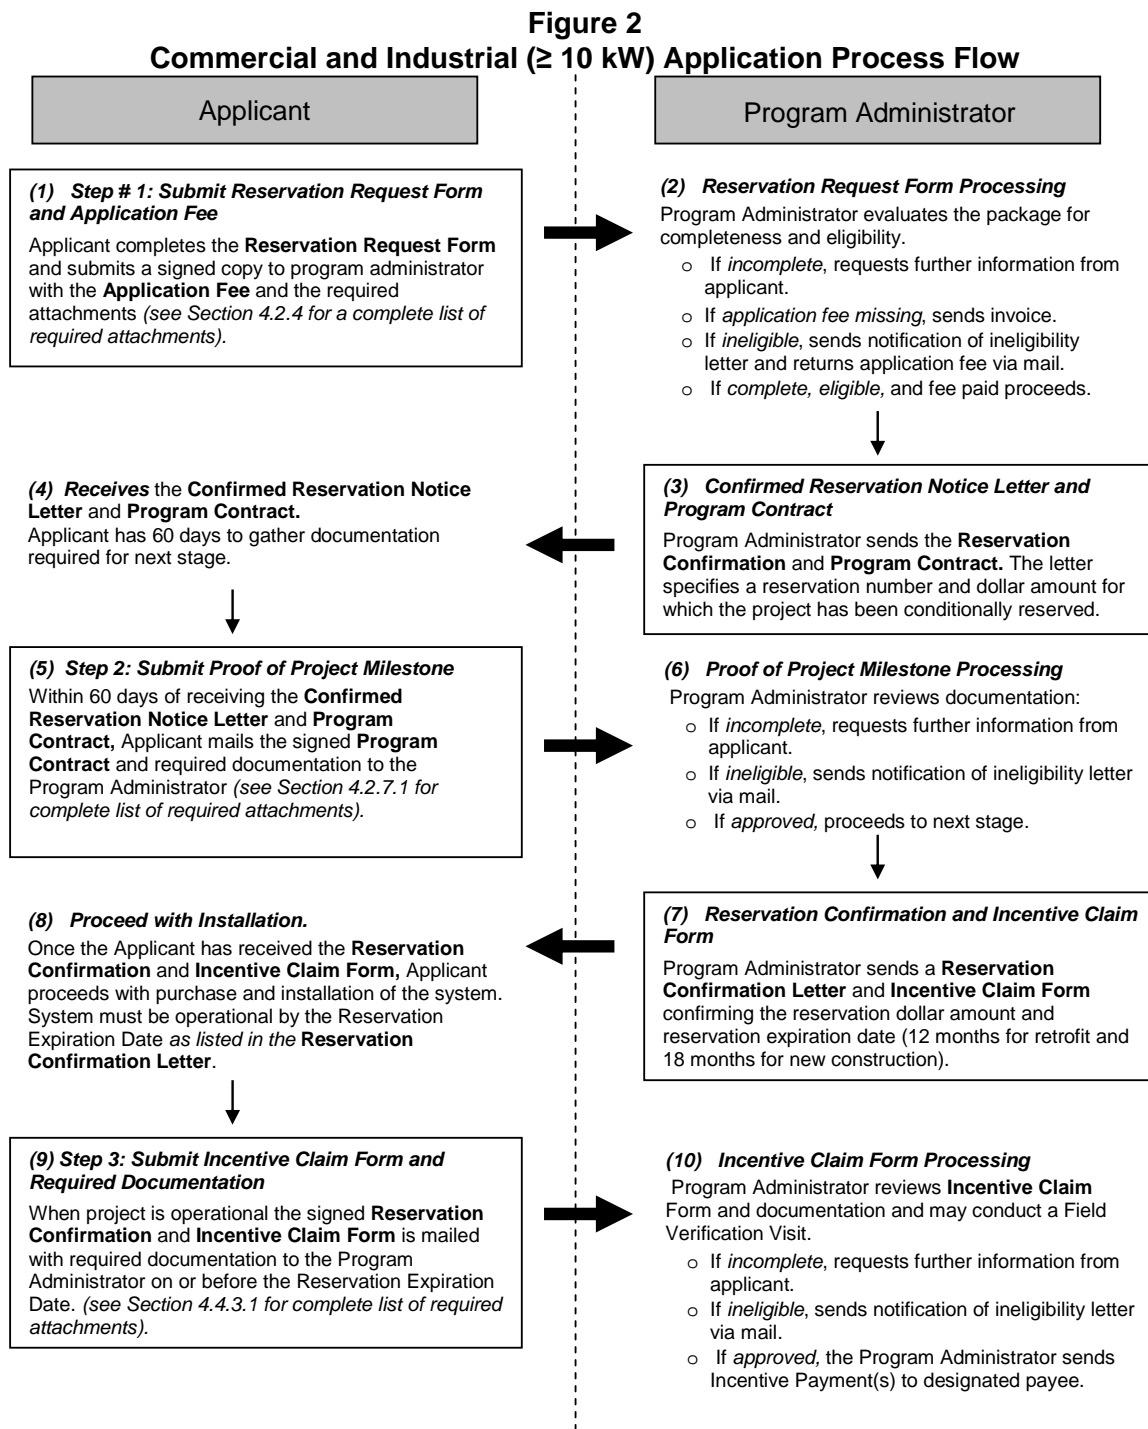 Figure 2
Commercial and Industrial (≥ 10 kW) Application Process Flow
Applicant
Program Administrator
(1) Step # 1: Submit Reservation Request Form
and Application Fee
Applicant completes the Reservation Request Form
and submits a signed copy to program administrator
with the Application Fee and the required
attachments (see Section 4.2.4 for a complete list of
required attachments).
(2) Reservation Request Form Processing
Program Administrator evaluates the package for
completeness and eligibility.
o If incomplete, requests further information from
applicant.
o If application fee missing, sends invoice.
o If ineligible, sends notification of ineligibility
letter and returns application fee via mail.
o If complete, eligible, and fee paid proceeds.
(3) Confirmed Reservation Notice Letter and
Program Contract
Program Administrator sends the Reservation
Confirmation and Program Contract. The letter
specifies a reservation number and dollar amount for
which the project has been conditionally reserved.
(4) Receives the Confirmed Reservation Notice
Letter and Program Contract.
Applicant has 60 days to gather documentation
required for next stage.
(5) Step 2: Submit Proof of Project Milestone
Within 60 days of receiving the Confirmed
Reservation Notice Letter and Program
Contract, Applicant mails the signed Program
Contract and required documentation to the
Program Administrator (see Section 4.2.7.1 for
complete list of required attachments).
(6) Proof of Project Milestone Processing
Program Administrator reviews documentation:
o If incomplete, requests further information from
applicant.
o If ineligible, sends notification of ineligibility letter
via mail.
o If approved, proceeds to next stage.
(7) Reservation Confirmation and Incentive Claim
Form
Program Administrator sends a Reservation
Confirmation Letter and Incentive Claim Form
confirming the reservation dollar amount and
reservation expiration date (12 months for retrofit and
18 months for new construction).
(8) Proceed with Installation.
Once the Applicant has received the Reservation
Confirmation and Incentive Claim Form, Applicant
proceeds with purchase and installation of the system.
System must be operational by the Reservation
Expiration Date as listed in the Reservation
Confirmation Letter.
(9) Step 3: Submit Incentive Claim Form and
Required Documentation
When project is operational the signed Reservation
Confirmation and Incentive Claim Form is mailed
with required documentation to the Program
Administrator on or before the Reservation Expiration
Date. (see Section 4.4.3.1 for complete list of required
attachments).
(10) Incentive Claim Form Processing
Program Administrator reviews Incentive Claim
Form and documentation and may conduct a Field
Verification Visit.
o If incomplete, requests further information from
applicant.
o If ineligible, sends notification of ineligibility letter
via mail.
o If approved, the Program Administrator sends
Incentive Payment(s) to designated payee.